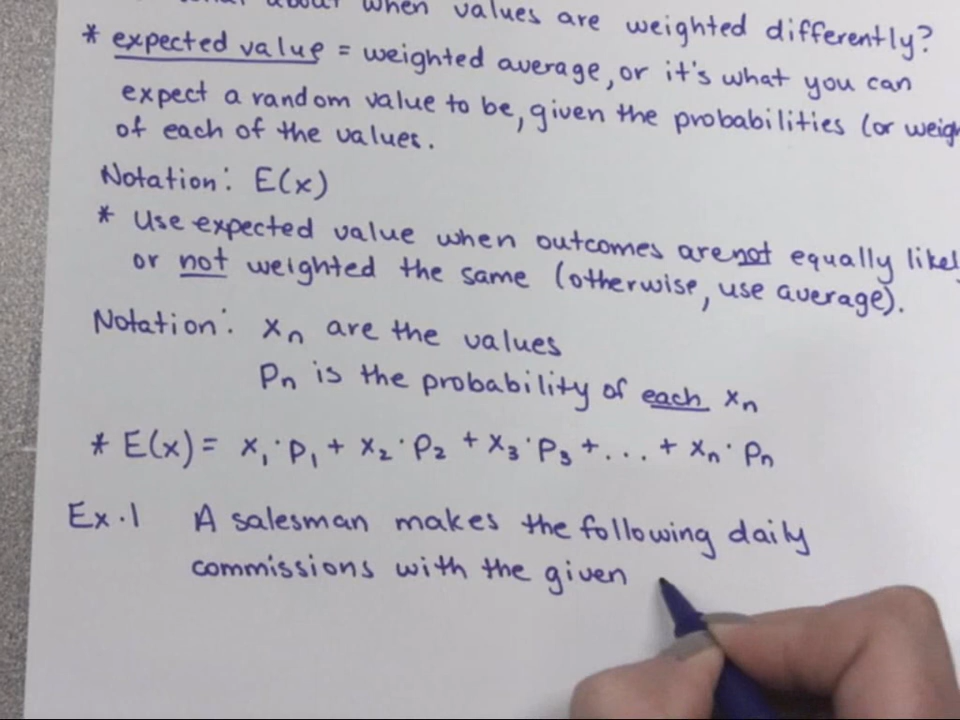 about when values are weighted differently?
* expected value = weighted average, or it's what you can
expect a random value to be, given the probabilities (or weigh
of each of the values.
Notation: E(x)
* Use expected value when outcomes are not equally likely
or not weighted the same (otherwise, use average).
Notation: xn are the values
Pn is the probability of each xn
* E(x) = x₁·P₁ + x₂·P₂ + x₃·P₃ + ... + xn·Pn
Ex.1 A salesman makes the following daily
commissions with the given